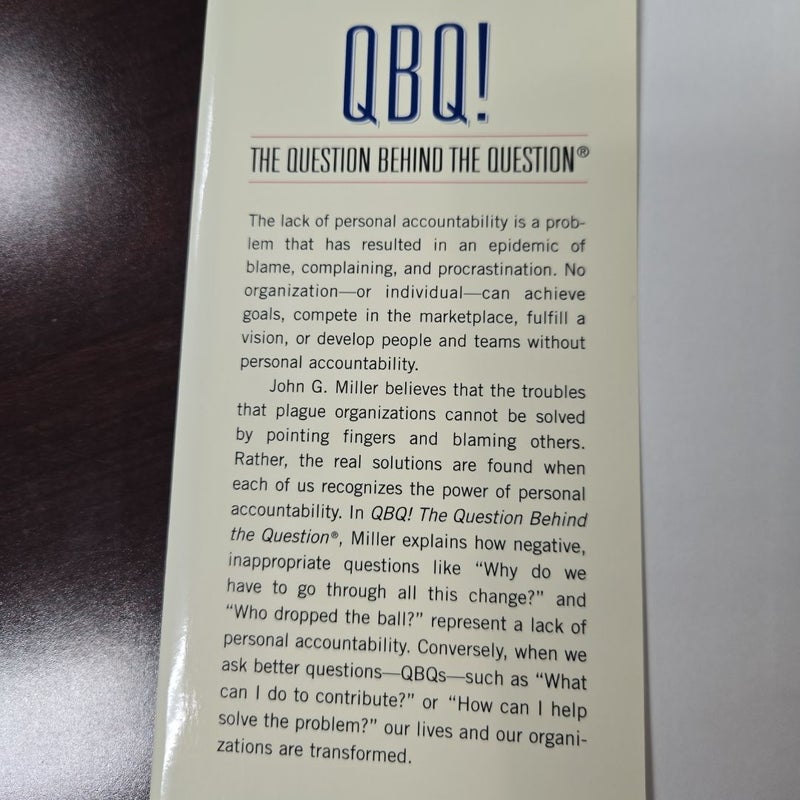 QBQ!
THE QUESTION BEHIND THE QUESTION®
The lack of personal accountability is a prob-
lem that has resulted in an epidemic of
blame, complaining, and procrastination. No
organization—or individual—can achieve
goals, compete in the marketplace, fulfill a
vision, or develop people and teams without
personal accountability.
John G. Miller believes that the troubles
that plague organizations cannot be solved
by pointing fingers and blaming others.
Rather, the real solutions are found when
each of us recognizes the power of personal
accountability. In QBQ! The Question Behind
the Question®, Miller explains how negative,
inappropriate questions like “Why do we
have to go through all this change?” and
“Who dropped the ball?” represent a lack of
personal accountability. Conversely, when we
ask better questions—QBQs—such as “What
can I do to contribute?” or “How can I help
solve the problem?” our lives and our organi-
zations are transformed.